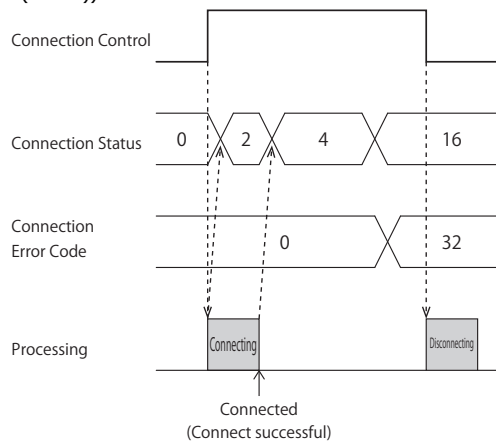 Connection Control
Connection Status
0
2
4
16
Connection
Error Code
0
32
Processing
Connecting
Disconnecting
Connected
(Connect successful)